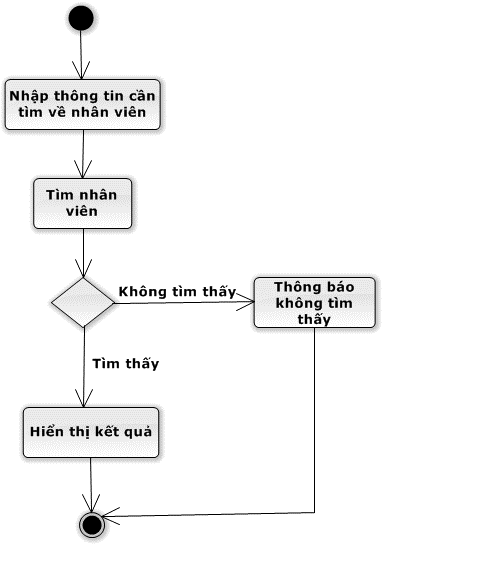 Nhập thông tin cần
tìm về nhân viên
Tìm nhân
viên
Không tìm thấy
Thông báo
không tìm
thấy
Tìm thấy
Hiển thị kết quả